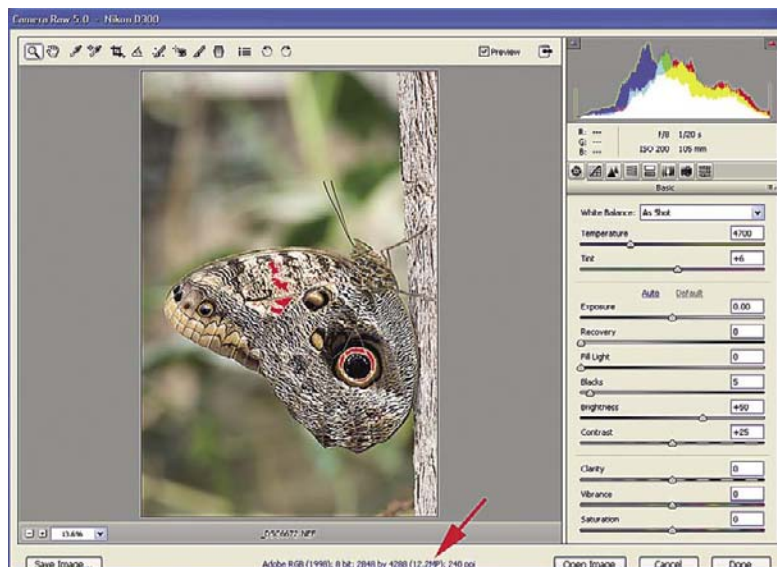 Camera Raw 5.0 - Nikon D300
Preview
R: ---
G: ---
B: ---
f/8 1/20 s
ISO 200 105 mm
Basic
White Balance: As Shot
Temperature 4700
Tint +6
Auto Default
Exposure 0.00
Recovery 0
Fill Light 0
Blacks 5
Brightness +50
Contrast +25
Clarity 0
Vibrance 0
Saturation 0
13.6% _D3C6672.NEF
Save Image... Adobe RGB (1998); 8 bit; 2848 by 4288 (12.2MP); 240 ppi Open Image Cancel Done